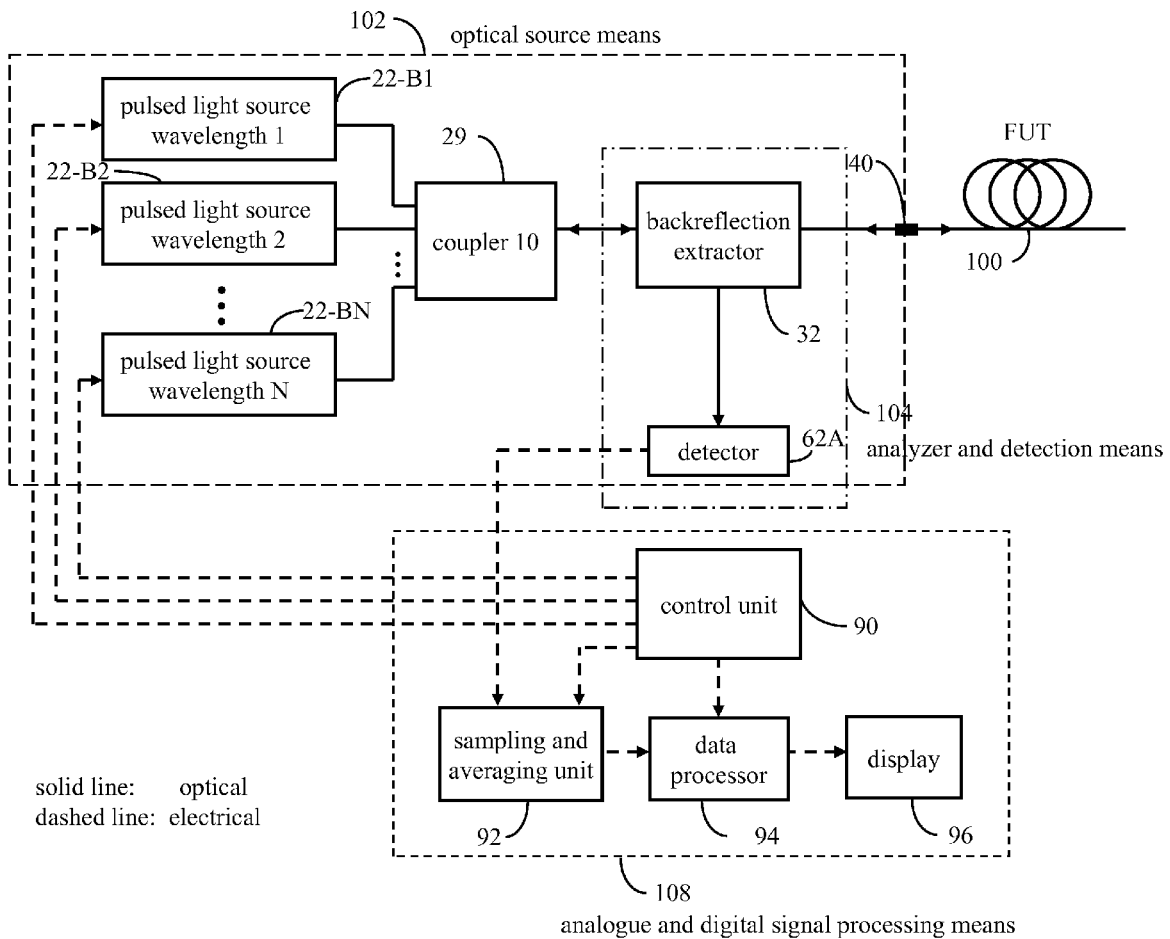 102
optical source means
22-B1
pulsed light source
wavelength 1
29
FUT
40
22-B2
pulsed light source
wavelength 2
coupler 10
backreflection
extractor
100
22-BN
32
pulsed light source
wavelength N
104
62A
detector
analyzer and detection means
control unit
90
sampling and
averaging unit
data
processor
display
solid line: optical
dashed line: electrical
92
94
96
108
analogue and digital signal processing means